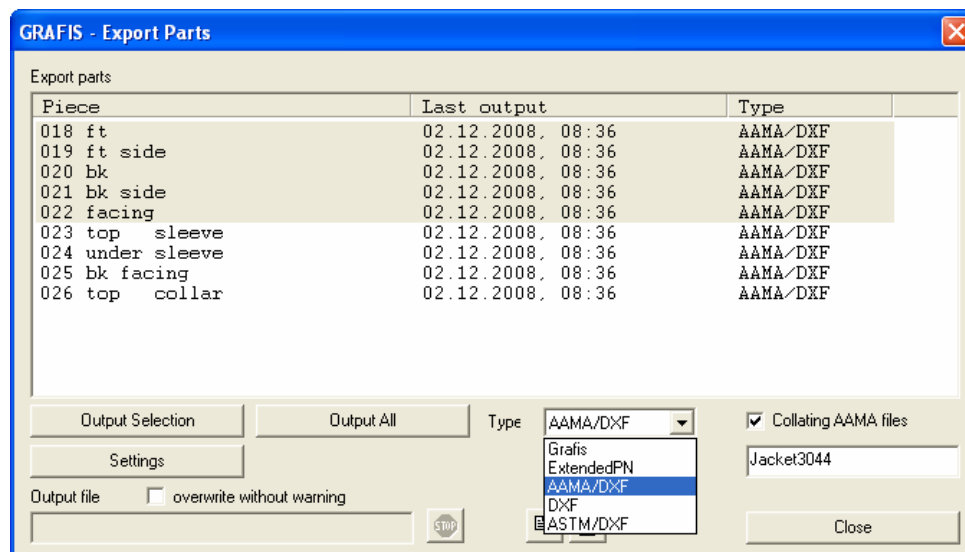 GRAFIS - Export Parts
Export parts
Piece Last output Type
018 ft 02.12.2008, 08:36 AAMA/DXF
019 ft side 02.12.2008, 08:36 AAMA/DXF
020 bk 02.12.2008, 08:36 AAMA/DXF
021 bk side 02.12.2008, 08:36 AAMA/DXF
022 facing 02.12.2008, 08:36 AAMA/DXF
023 top sleeve 02.12.2008, 08:36 AAMA/DXF
024 under sleeve 02.12.2008, 08:36 AAMA/DXF
025 bk facing 02.12.2008, 08:36 AAMA/DXF
026 top collar 02.12.2008, 08:36 AAMA/DXF
Output Selection Output All Type AAMA/DXF Collating AAMA files
Settings Grafis Jacket3044
ExtendedPN
AAMA/DXF
Output file overwrite without warning DXF
STOP ASTM/DXF Close